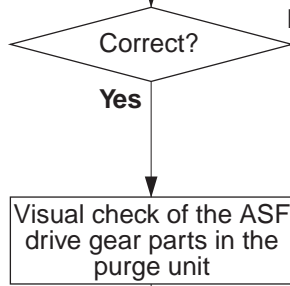 Correct?
Yes
Visual check of the ASF
drive gear parts in the
purge unit